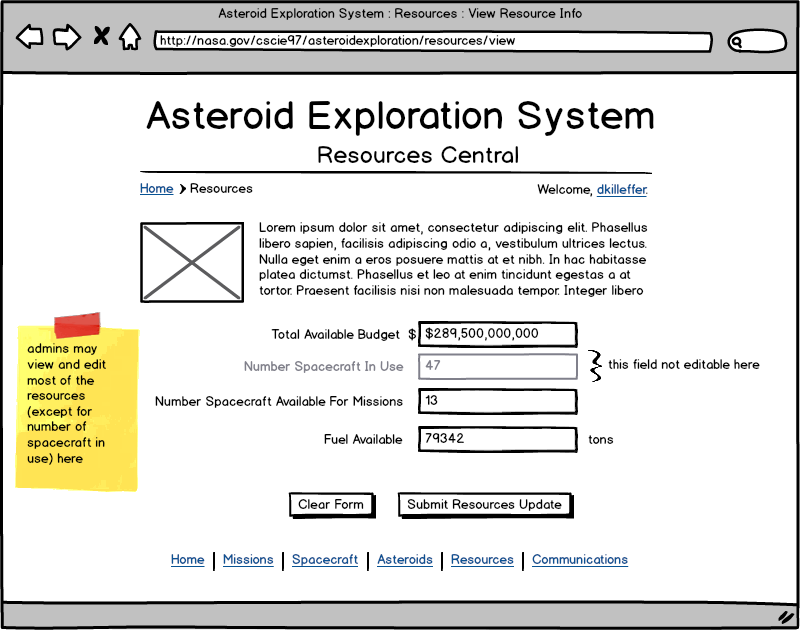 Asteroid Exploration System : Resources : View Resource Info
http://nasa.gov/cscie97/asteroidexploration/resources/view
Asteroid Exploration System
Resources Central
Home > Resources
Welcome, dkilleffer.
Lorem ipsum dolor sit amet, consectetur adipiscing elit. Phasellus
libero sapien, facilisis adipiscing odio a, vestibulum ultrices lectus.
Nulla eget enim a eros posuere mattis at et nibh. In hac habitasse
platea dictumst. Phasellus et leo at enim tincidunt egestas a at
tortor. Praesent facilisis nisi non malesuada tempor. Integer libero
Total Available Budget $ $289,500,000,000
Number Spacecraft In Use 47
this field not editable here
Number Spacecraft Available For Missions 13
Fuel Available 79342 tons
admins may
view and edit
most of the
resources
(except for
number of
spacecraft in
use) here
Clear Form
Submit Resources Update
Home | Missions | Spacecraft | Asteroids | Resources | Communications